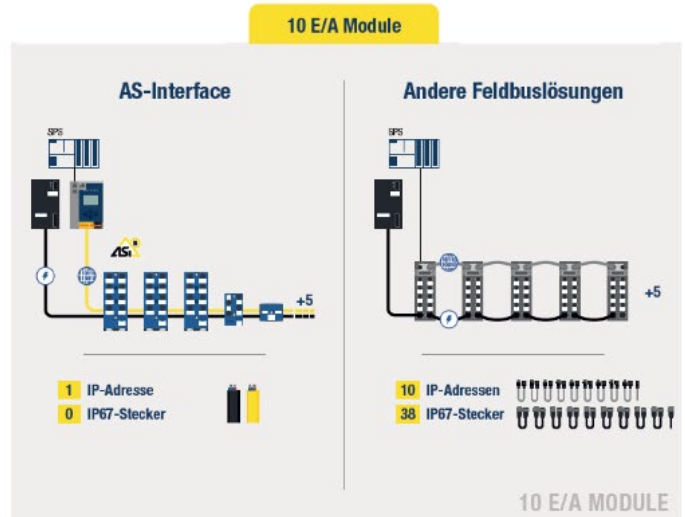 10 E/A Module
AS-Interface
SPS
ASi
+5
1 IP-Adresse
0 IP67-Stecker
Andere Feldbuslösungen
SPS
+5
10 IP-Adressen
38 IP67-Stecker
10 E/A MODULE